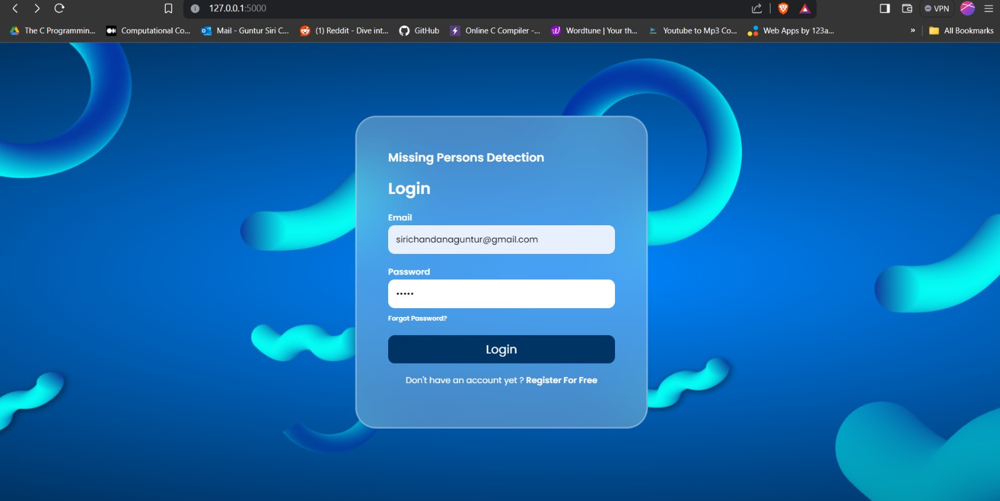 127.0.0.1:5000
VPN
The C Programmin...
Computational Co...
Mail - Guntur Siri C...
(1) Reddit - Dive int...
GitHub
Online C Compiler -...
Wordtune | Your th...
Youtube to Mp3 Co...
Web Apps by 123a...
»
All Bookmarks
Missing Persons Detection
Login
Email
sirichandanaguntur@gmail.com
Password
•••••
Forgot Password?
Login
Don't have an account yet ? Register For Free